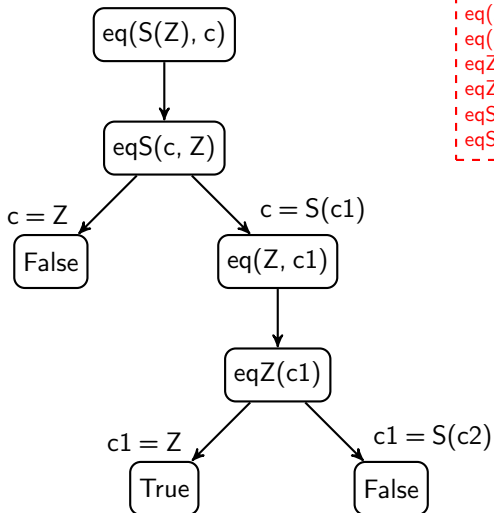 eq(S(Z), c)
eq(
eq(
eqZ
eqZ
eqS
eqS
eqS(c, Z)
c = Z
c = S(c1)
False
eq(Z, c1)
eqZ(c1)
c1 = Z
c1 = S(c2)
True
False